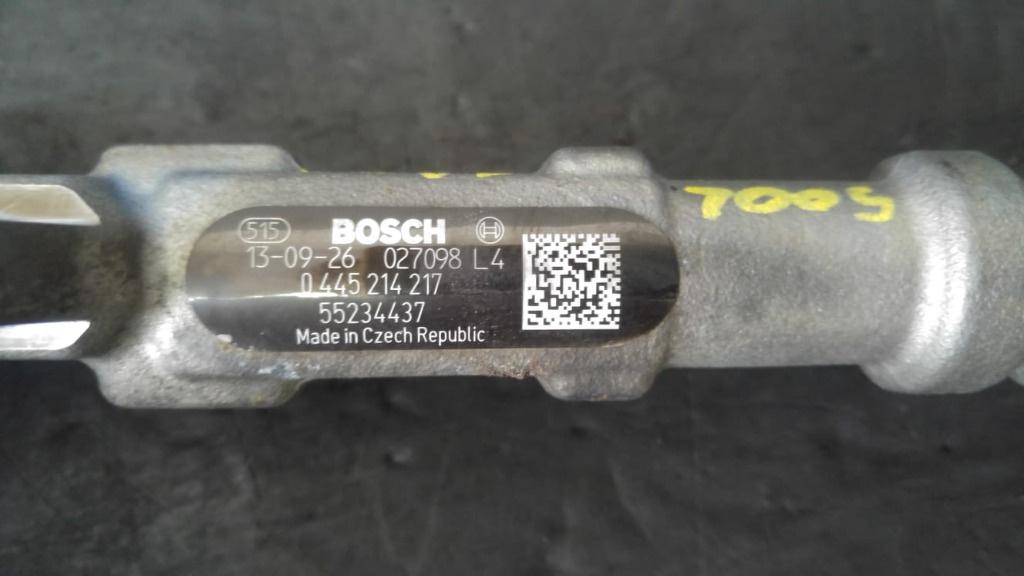 515 BOSCH
13-09-26 027098 L4
0 445 214 217
55234437
Made in Czech Republic
7005